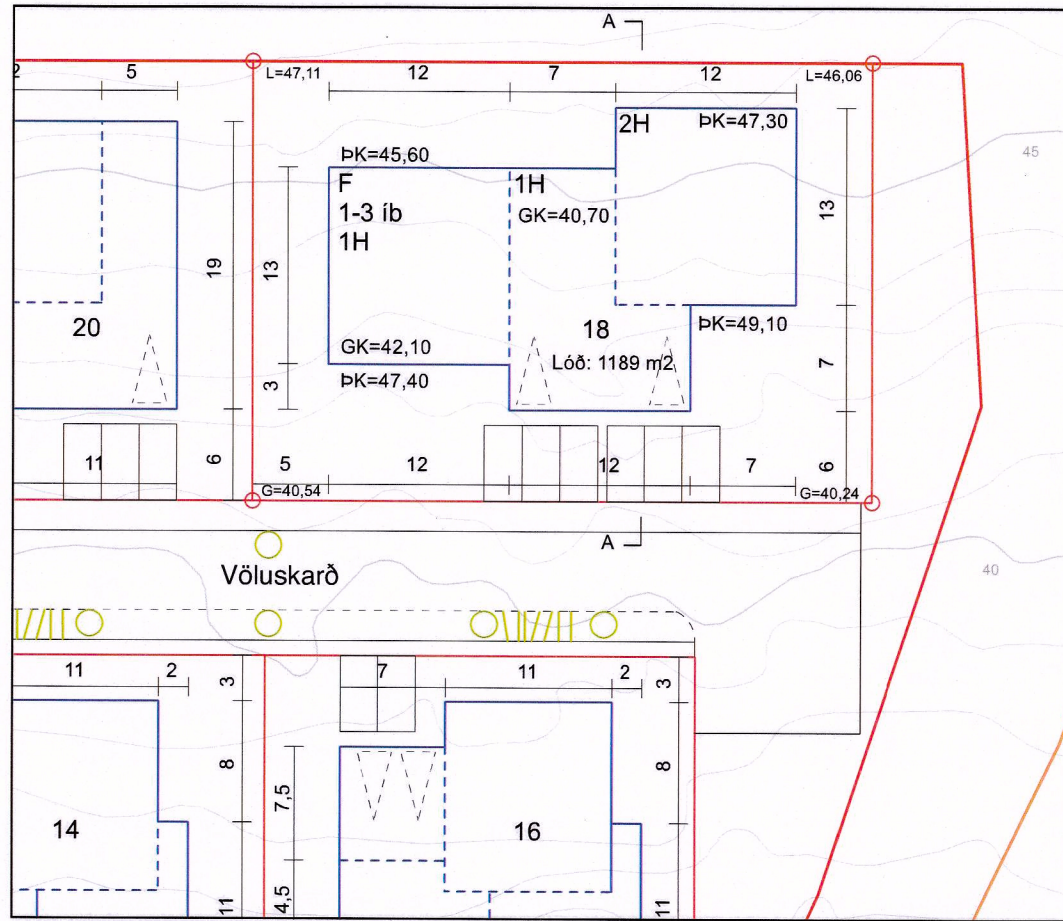 A
2 5
L=47,11
12 7 12
L=46,06
2H
ÞK=47,30
45
ÞK=45,60
F
1-3 íb
1H
1H
GK=40,70
13
19
13
20
18
ÞK=49,10
GK=42,10
Lóð: 1189 m2
7
3
ÞK=47,40
11
6
5
12
12
7
6
G=40,54
G=40,24
A
40
Völuskarð
11 2
3
7
11 2
3
8
7,5
8
14
16
11
4,5
11